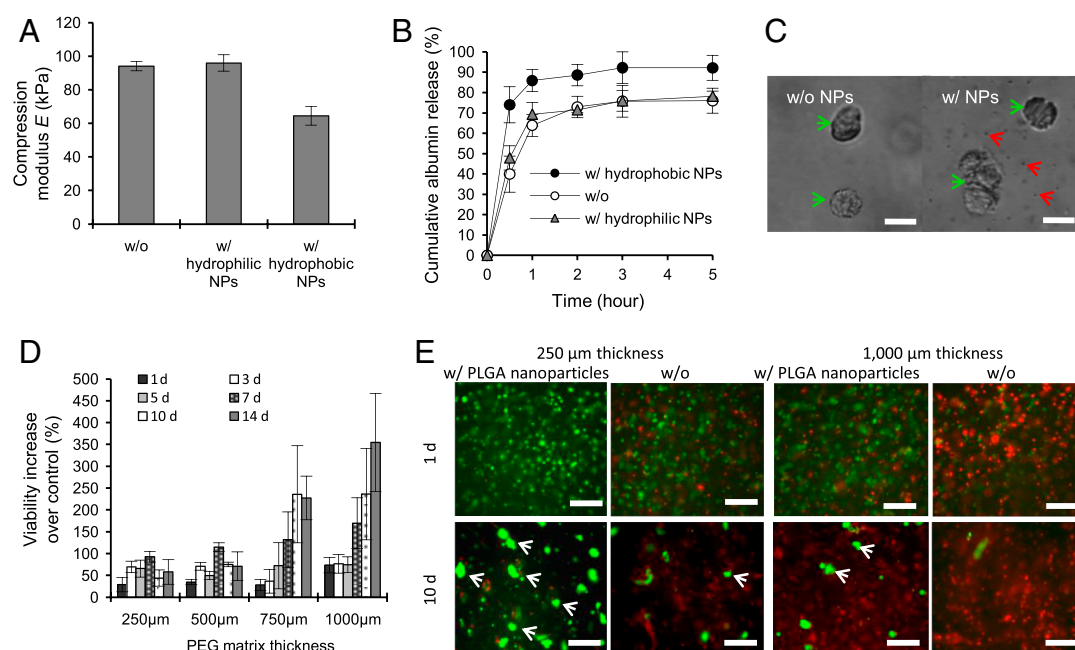 A
Compression
modulus E (kPa)
120
100
80
60
40
20
0
w/o
w/
hydrophilic
NPs
w/
hydrophobic
NPs
B
Cumulative albumin release (%)
100
90
80
70
60
50
40
30
20
10
0
w/ hydrophobic NPs
w/o
w/ hydrophilic NPs
0
1
2
3
4
5
Time (hour)
C
w/o NPs
w/ NPs
D
Viability increase
over control (%)
500
450
400
350
300
250
200
150
100
50
0
1 d
3 d
5 d
7 d
10 d
14 d
250μm
500μm
750μm
1000μm
PEG matrix thickness
E
250 μm thickness
1,000 μm thickness
w/ PLGA nanoparticles
w/o
w/ PLGA nanoparticles
w/o
1 d
10 d